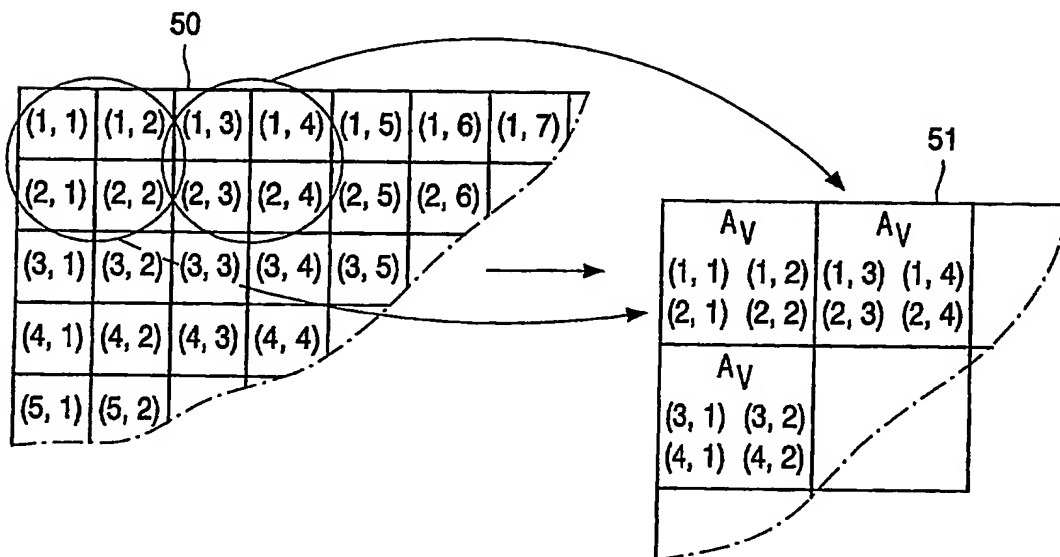 50
(1, 1) (1, 2) (1, 3) (1, 4) (1, 5) (1, 6) (1, 7)
(2, 1) (2, 2) (2, 3) (2, 4) (2, 5) (2, 6)
(3, 1) (3, 2) (3, 3) (3, 4) (3, 5)
(4, 1) (4, 2) (4, 3) (4, 4)
(5, 1) (5, 2)
51
AV AV
(1, 1) (1, 2) (1, 3) (1, 4)
(2, 1) (2, 2) (2, 3) (2, 4)
AV
(3, 1) (3, 2)
(4, 1) (4, 2)